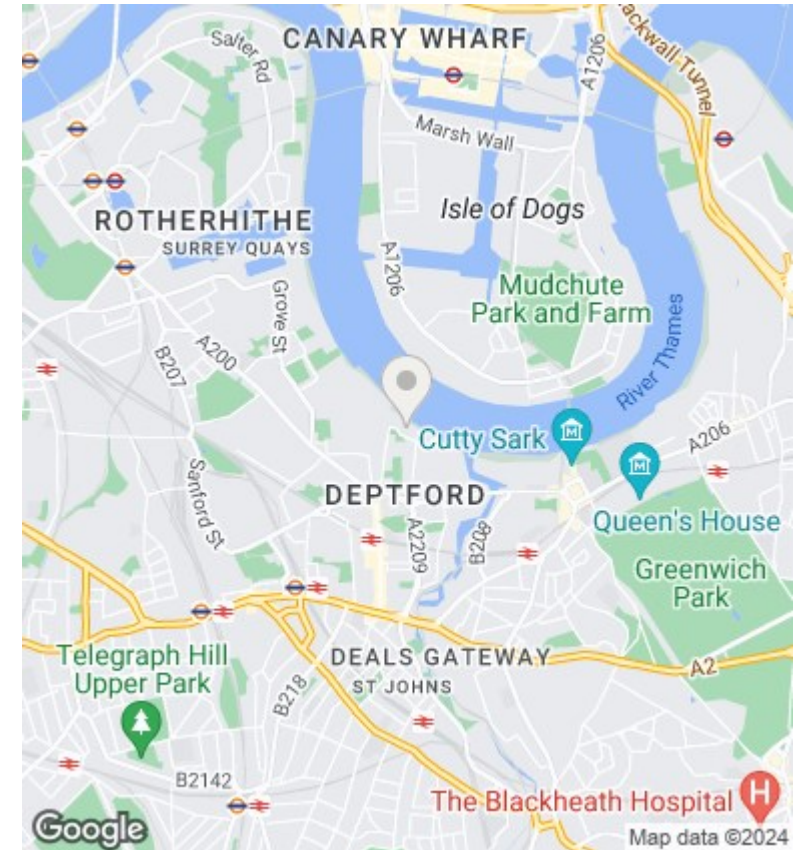 CANARY WHARF
Salter Rd
A1206
Blackwall Tunnel
Marsh Wall
ROTHERHITHE
SURREY QUAYS
Isle of Dogs
A1206
Mudchute
Park and Farm
Grove St
A200
B207
River Thames
Cutty Sark
A206
Sanford St
DEPTFORD
A2209
B208
Queen's House
Greenwich
Park
Telegraph Hill
Upper Park
DEALS GATEWAY
ST JOHNS
A2
B218
B2142
The Blackheath Hospital
H
Google
Map data ©2024